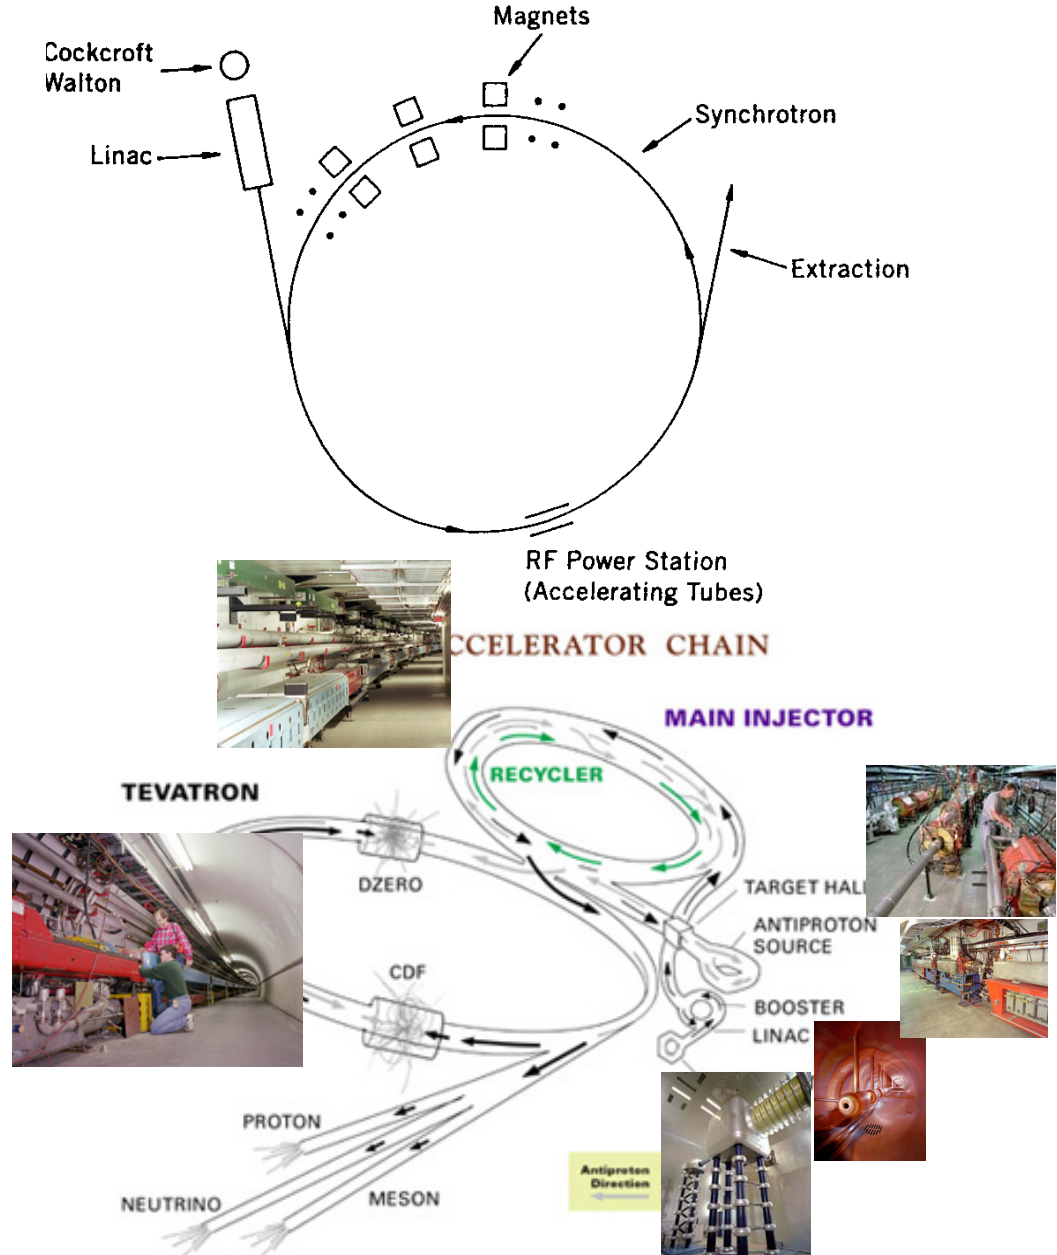 Magnets
Cockcroft
Walton
Synchrotron
Linac
Extraction
RF Power Station
(Accelerating Tubes)
CCELERATOR CHAIN
MAIN INJECTOR
RECYCLER
TEVATRON
DZERO
TARGET HALL
ANTIPROTON
SOURCE
CDF
BOOSTER
LINAC
PROTON
Antiproton
Direction
NEUTRINO
MESON